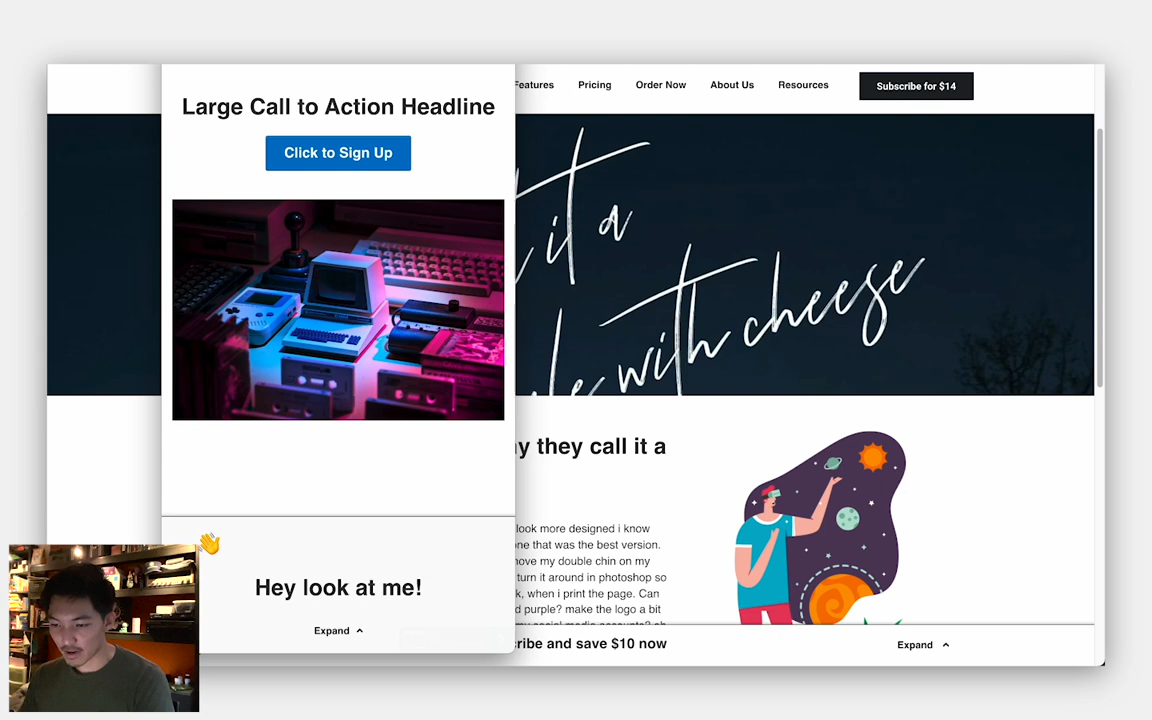 Large Call to Action Headline
Click to Sign Up
Hey look at me!
Expand
Features
Pricing
Order Now
About Us
Resources
Subscribe for $14
it a
with cheese
they call it a
look more designed i know
that was the best version.
my double chin on my
turn it around in photoshop so
when i print the page. Can
purple? make the logo a bit
and save $10 now
Expand